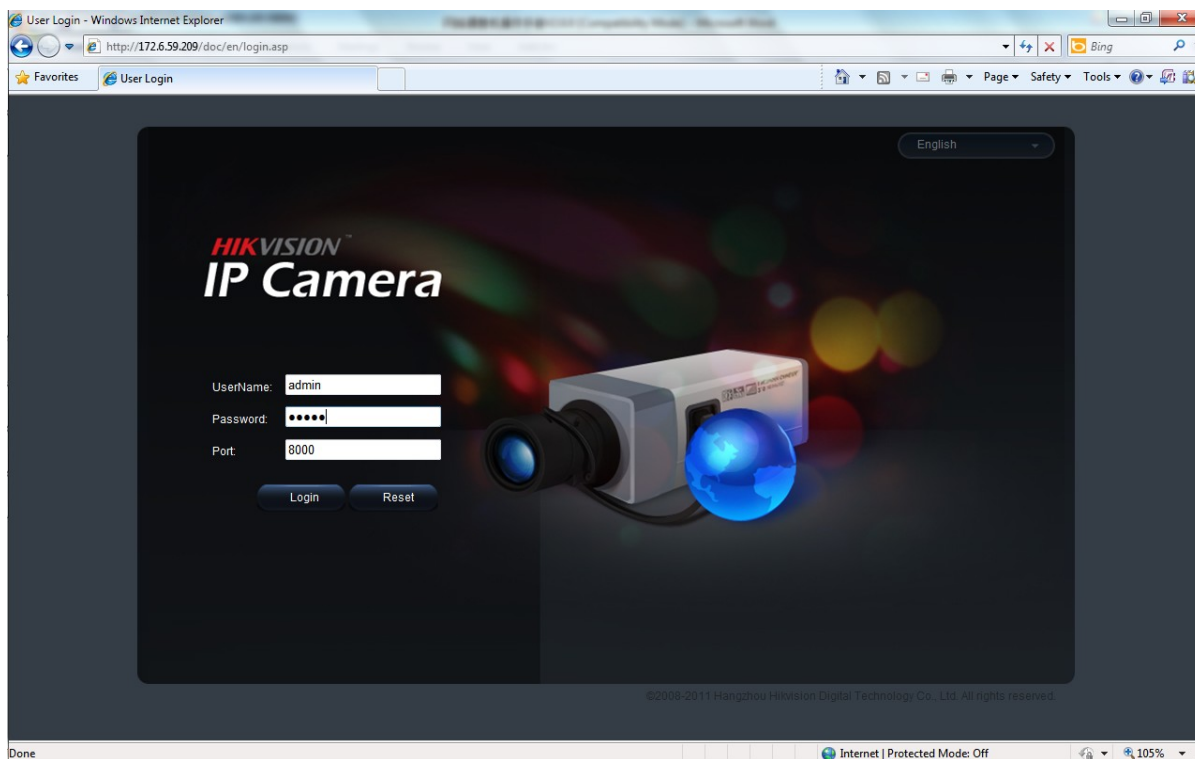 User Login - Windows Internet Explorer
http://172.6.59.209/doc/en/login.asp
Bing
Favorites
User Login
Page
Safety
Tools
English
HIKVISION™
IP Camera
UserName:
admin
Password:
•••••
Port:
8000
Login
Reset
©2008-2011 Hangzhou Hikvision Digital Technology Co., Ltd. All rights reserved.
Done
Internet | Protected Mode: Off
105%